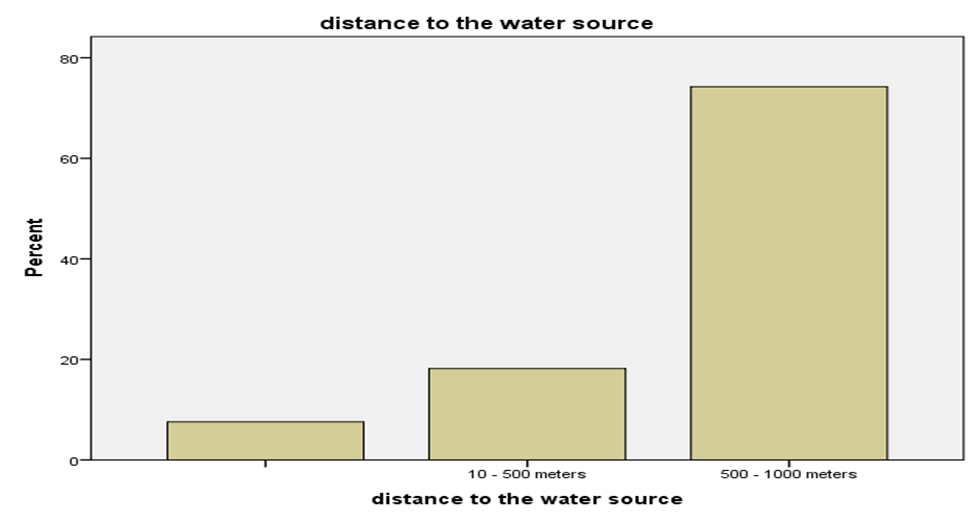 distance to the water source
80
60
40
20
0
Percent
10 - 500 meters
500 - 1000 meters
distance to the water source